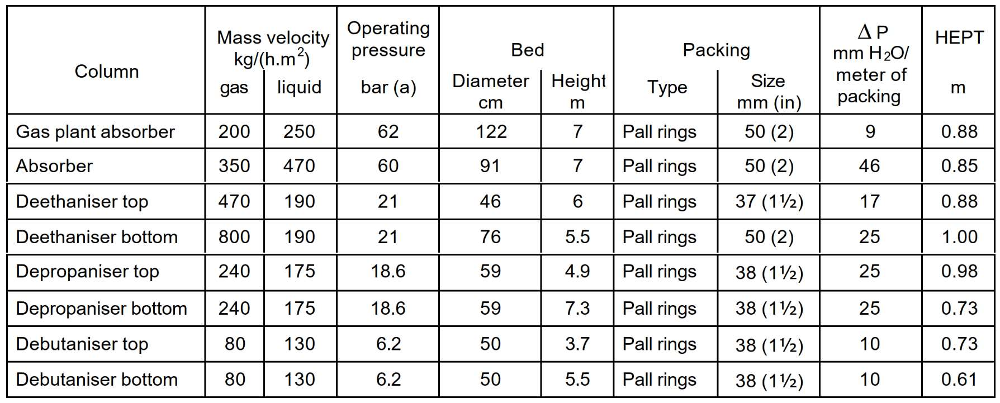 Column
Mass velocity
kg/(h.m²)
gas
liquid
Operating
pressure
bar (a)
Bed
Diameter
cm
Height
m
Packing
Type
Size
mm (in)
Δ P
mm H₂O/
meter of
packing
HEPT
m
Gas plant absorber 200 250 62 122 7 Pall rings 50 (2) 9 0.88
Absorber 350 470 60 91 7 Pall rings 50 (2) 46 0.85
Deethaniser top 470 190 21 46 6 Pall rings 37 (1½) 17 0.88
Deethaniser bottom 800 190 21 76 5.5 Pall rings 50 (2) 25 1.00
Depropaniser top 240 175 18.6 59 4.9 Pall rings 38 (1½) 25 0.98
Depropaniser bottom 240 175 18.6 59 7.3 Pall rings 38 (1½) 25 0.73
Debutaniser top 80 130 6.2 50 3.7 Pall rings 38 (1½) 10 0.73
Debutaniser bottom 80 130 6.2 50 5.5 Pall rings 38 (1½) 10 0.61